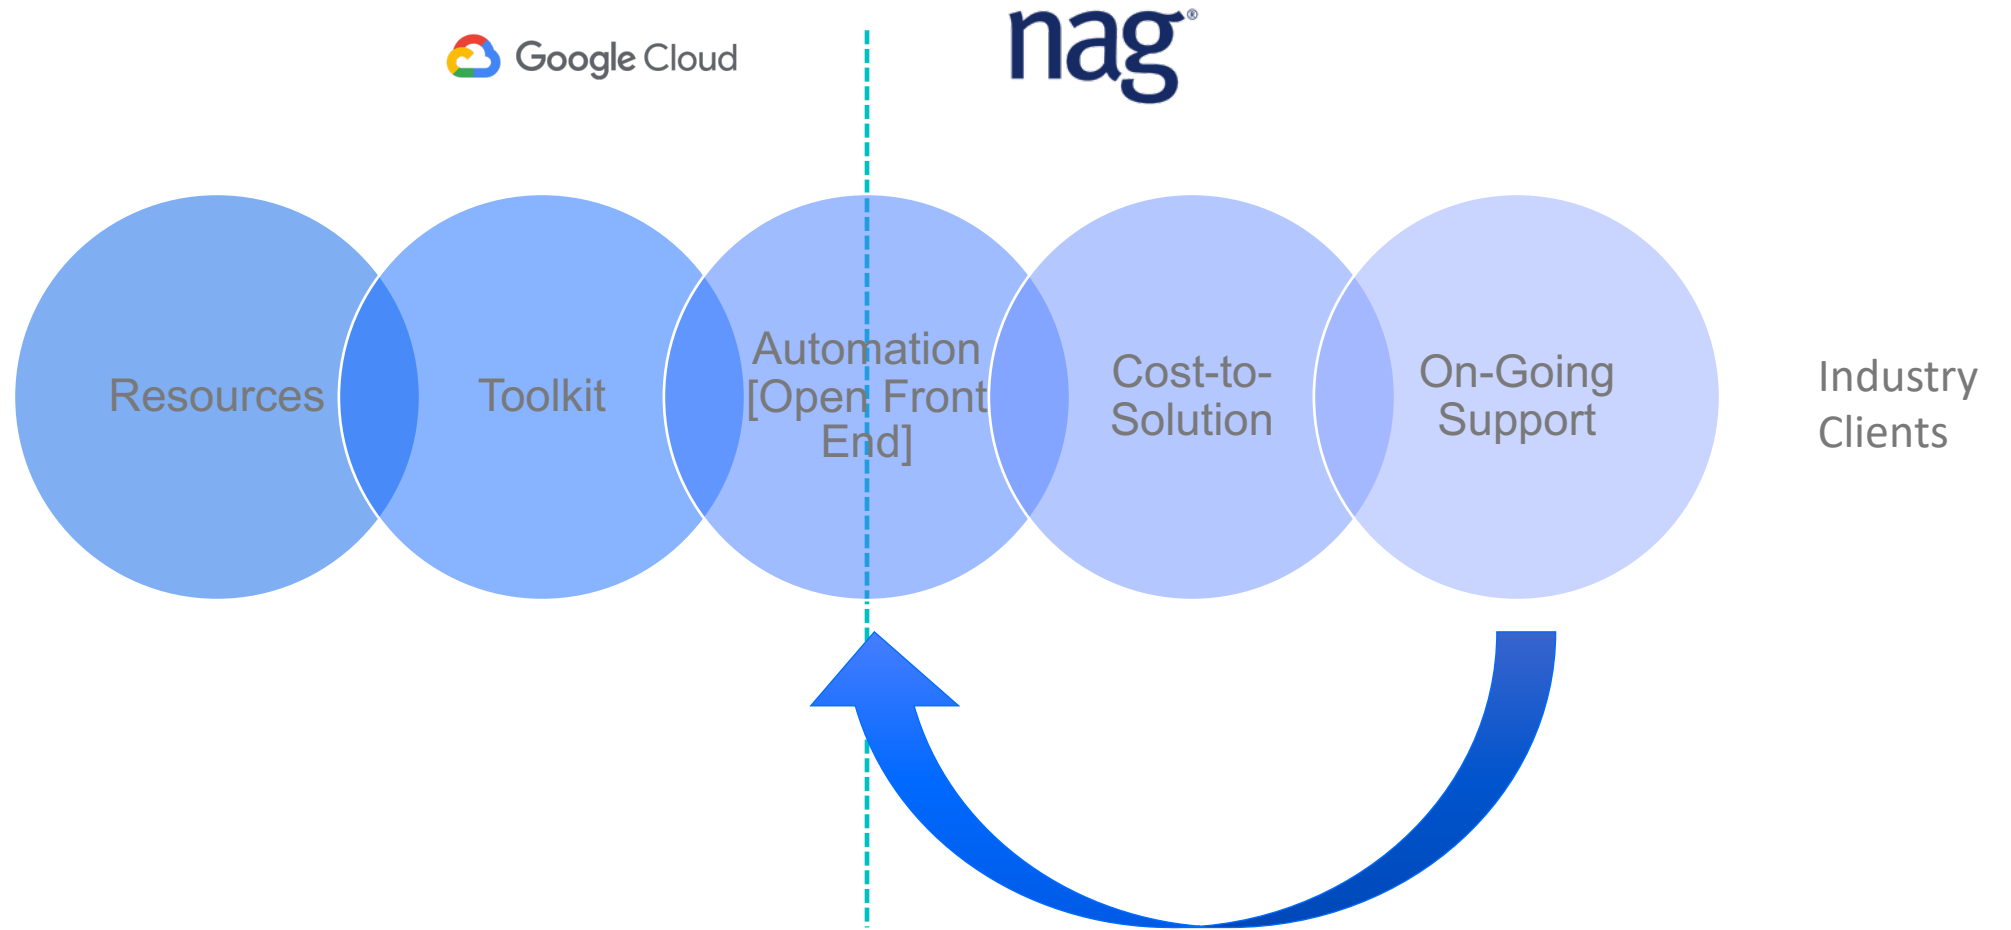 Google Cloud
nag®
Resources
Toolkit
Automation
[Open Front
End]
Cost-to-
Solution
On-Going
Support
Industry
Clients